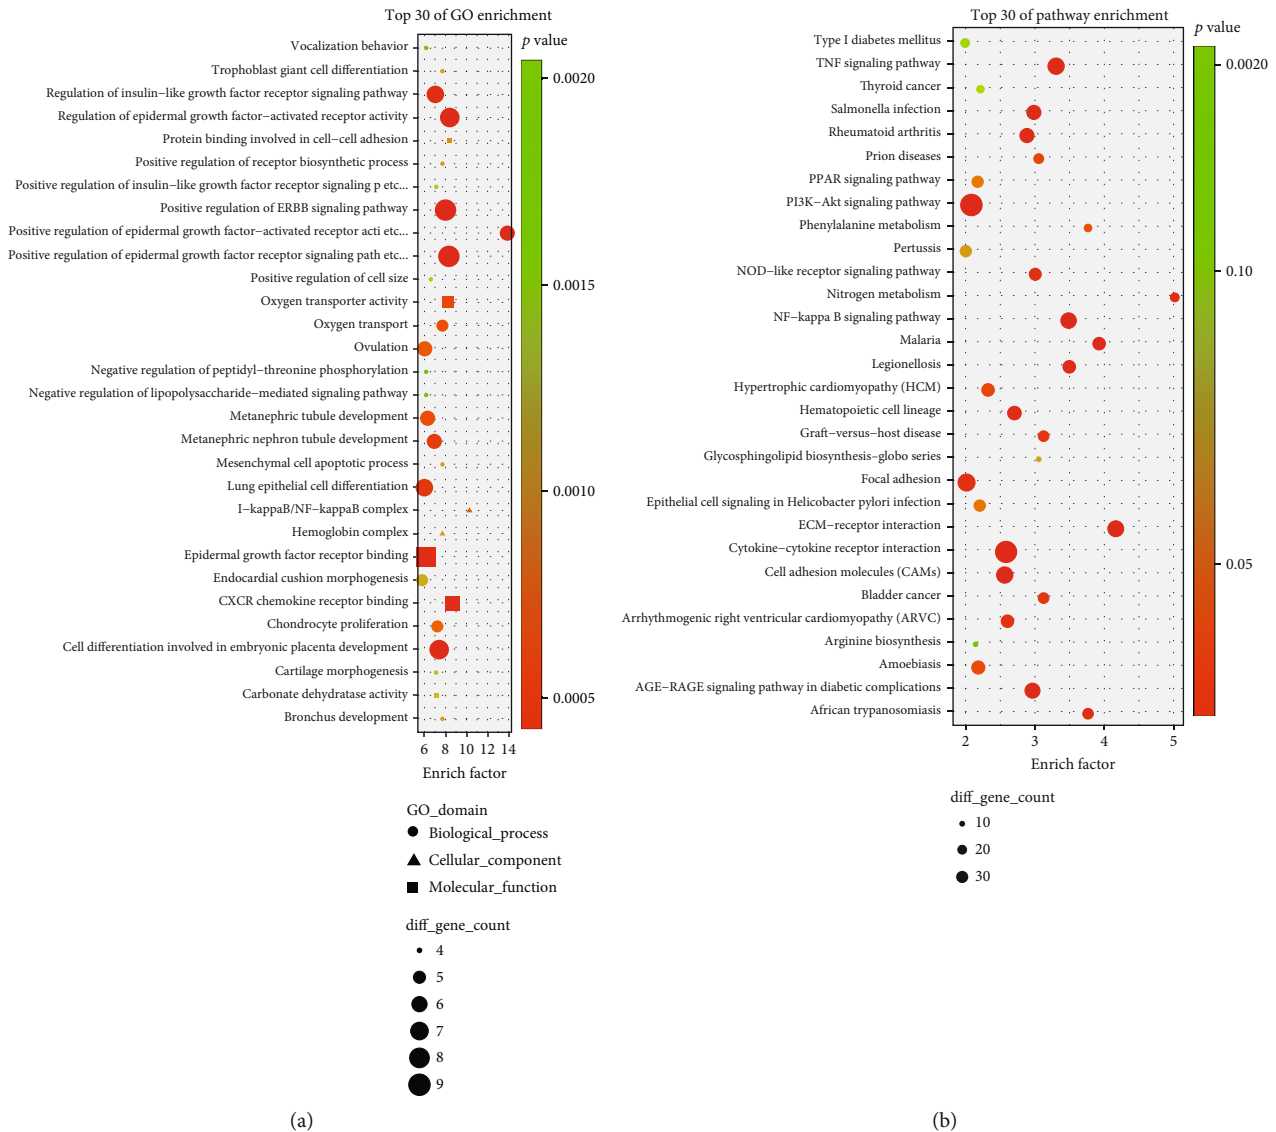 Top 30 of GO enrichment
p value
Vocalization behavior
Trophoblast giant cell differentiation
Regulation of insulin−like growth factor receptor signaling pathway
Regulation of epidermal growth factor−activated receptor activity
Protein binding involved in cell−cell adhesion
Positive regulation of receptor biosynthetic process
Positive regulation of insulin−like growth factor receptor signaling p etc...
Positive regulation of ERBB signaling pathway
Positive regulation of epidermal growth factor−activated receptor acti etc...
Positive regulation of epidermal growth factor receptor signaling path etc...
Positive regulation of cell size
Oxygen transporter activity
Oxygen transport
Ovulation
Negative regulation of peptidyl−threonine phosphorylation
Negative regulation of lipopolysaccharide−mediated signaling pathway
Metanephric tubule development
Metanephric nephron tubule development
Mesenchymal cell apoptotic process
Lung epithelial cell differentiation
I−kappaB/NF−kappaB complex
Hemoglobin complex
Epidermal growth factor receptor binding
Endocardial cushion morphogenesis
CXCR chemokine receptor binding
Chondrocyte proliferation
Cell differentiation involved in embryonic placenta development
Cartilage morphogenesis
Carbonate dehydratase activity
Bronchus development
0.0020
0.0015
0.0010
0.0005
6 8 10 12 14
Enrich factor
GO_domain
Biological_process
Cellular_component
Molecular_function
diff_gene_count
4
5
6
7
8
9
(a)
Top 30 of pathway enrichment
p value
Type I diabetes mellitus
TNF signaling pathway
Thyroid cancer
Salmonella infection
Rheumatoid arthritis
Prion diseases
PPAR signaling pathway
PI3K−Akt signaling pathway
Phenylalanine metabolism
Pertussis
NOD−like receptor signaling pathway
Nitrogen metabolism
NF−kappa B signaling pathway
Malaria
Legionellosis
Hypertrophic cardiomyopathy (HCM)
Hematopoietic cell lineage
Graft−versus−host disease
Glycosphingolipid biosynthesis−globo series
Focal adhesion
Epithelial cell signaling in Helicobacter pylori infection
ECM−receptor interaction
Cytokine−cytokine receptor interaction
Cell adhesion molecules (CAMs)
Bladder cancer
Arrhythmogenic right ventricular cardiomyopathy (ARVC)
Arginine biosynthesis
Amoebiasis
AGE−RAGE signaling pathway in diabetic complications
African trypanosomiasis
0.0020
0.10
0.05
2 3 4 5
Enrich factor
diff_gene_count
10
20
30
(b)